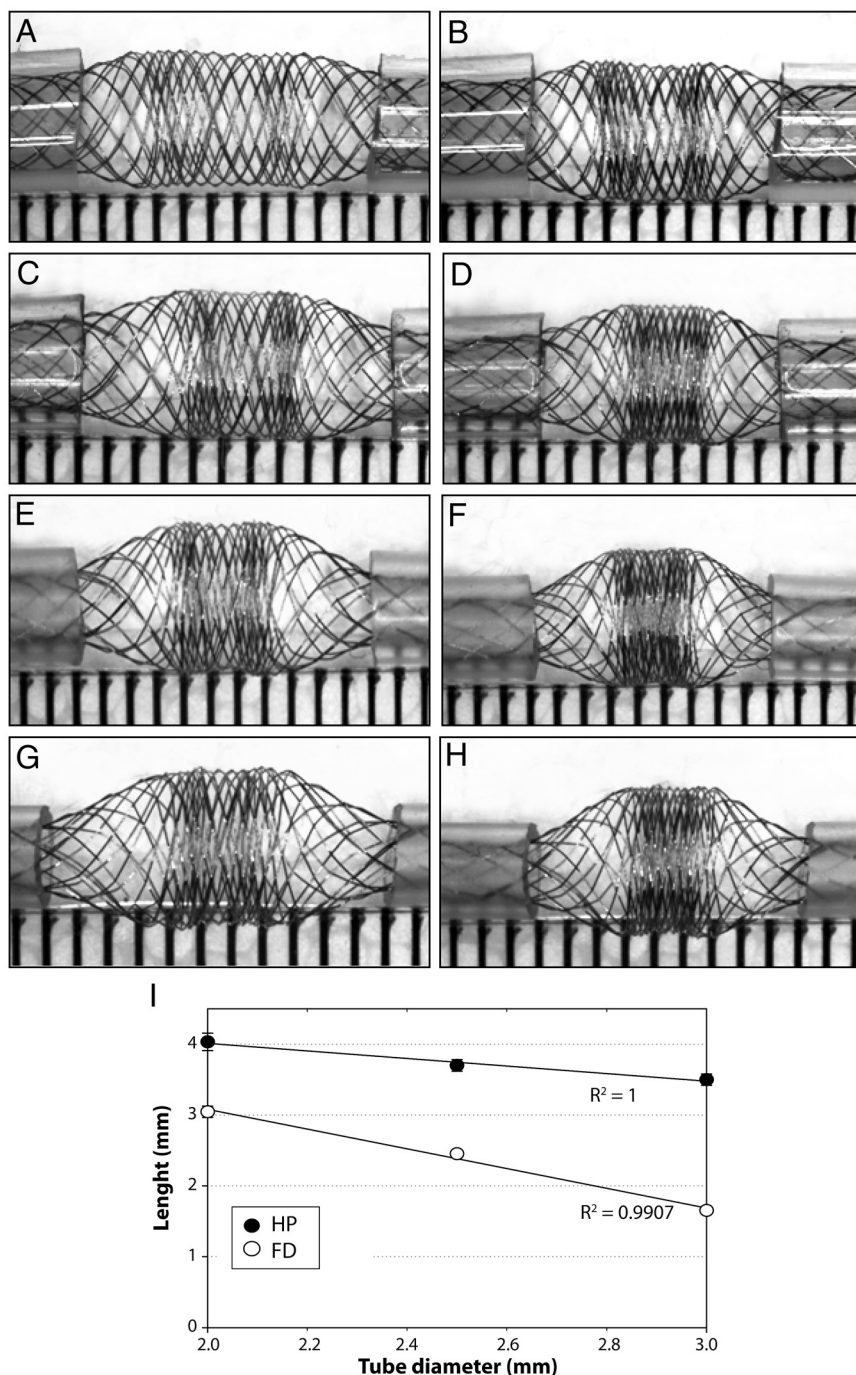 A
B
C
D
E
F
G
H
I
4
3
2
1
0
R² = 1
R² = 0.9907
HP
FD
Lenght (mm)
2.0 2.2 2.4 2.6 2.8 3.0
Tube diameter (mm)